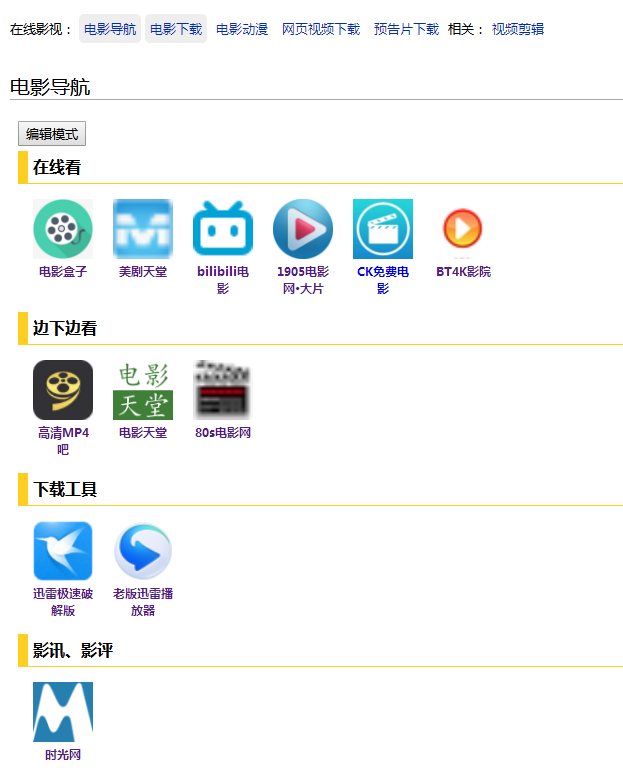 在线影视： 电影导航 电影下载 电影动漫 网页视频下载 预告片下载 相关： 视频剪辑
电影导航
编辑模式
在线看
电影盒子 美剧天堂 bilibili电影 1905电影网•大片 CK免费电影 BT4K影院
边下边看
电影
天堂
高清MP4吧 电影天堂 80s电影网
下载工具
迅雷极速破解版 老版迅雷播放器
影讯、影评
时光网